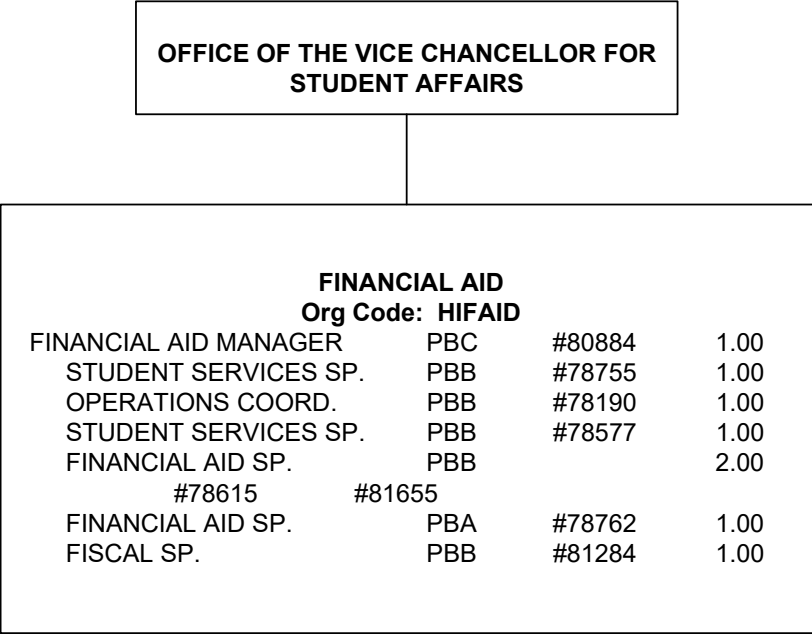 OFFICE OF THE VICE CHANCELLOR FOR
STUDENT AFFAIRS
FINANCIAL AID
Org Code: HIFAID
FINANCIAL AID MANAGER PBC #80884 1.00
STUDENT SERVICES SP. PBB #78755 1.00
OPERATIONS COORD. PBB #78190 1.00
STUDENT SERVICES SP. PBB #78577 1.00
FINANCIAL AID SP. PBB 2.00
#78615 #81655
FINANCIAL AID SP. PBA #78762 1.00
FISCAL SP. PBB #81284 1.00